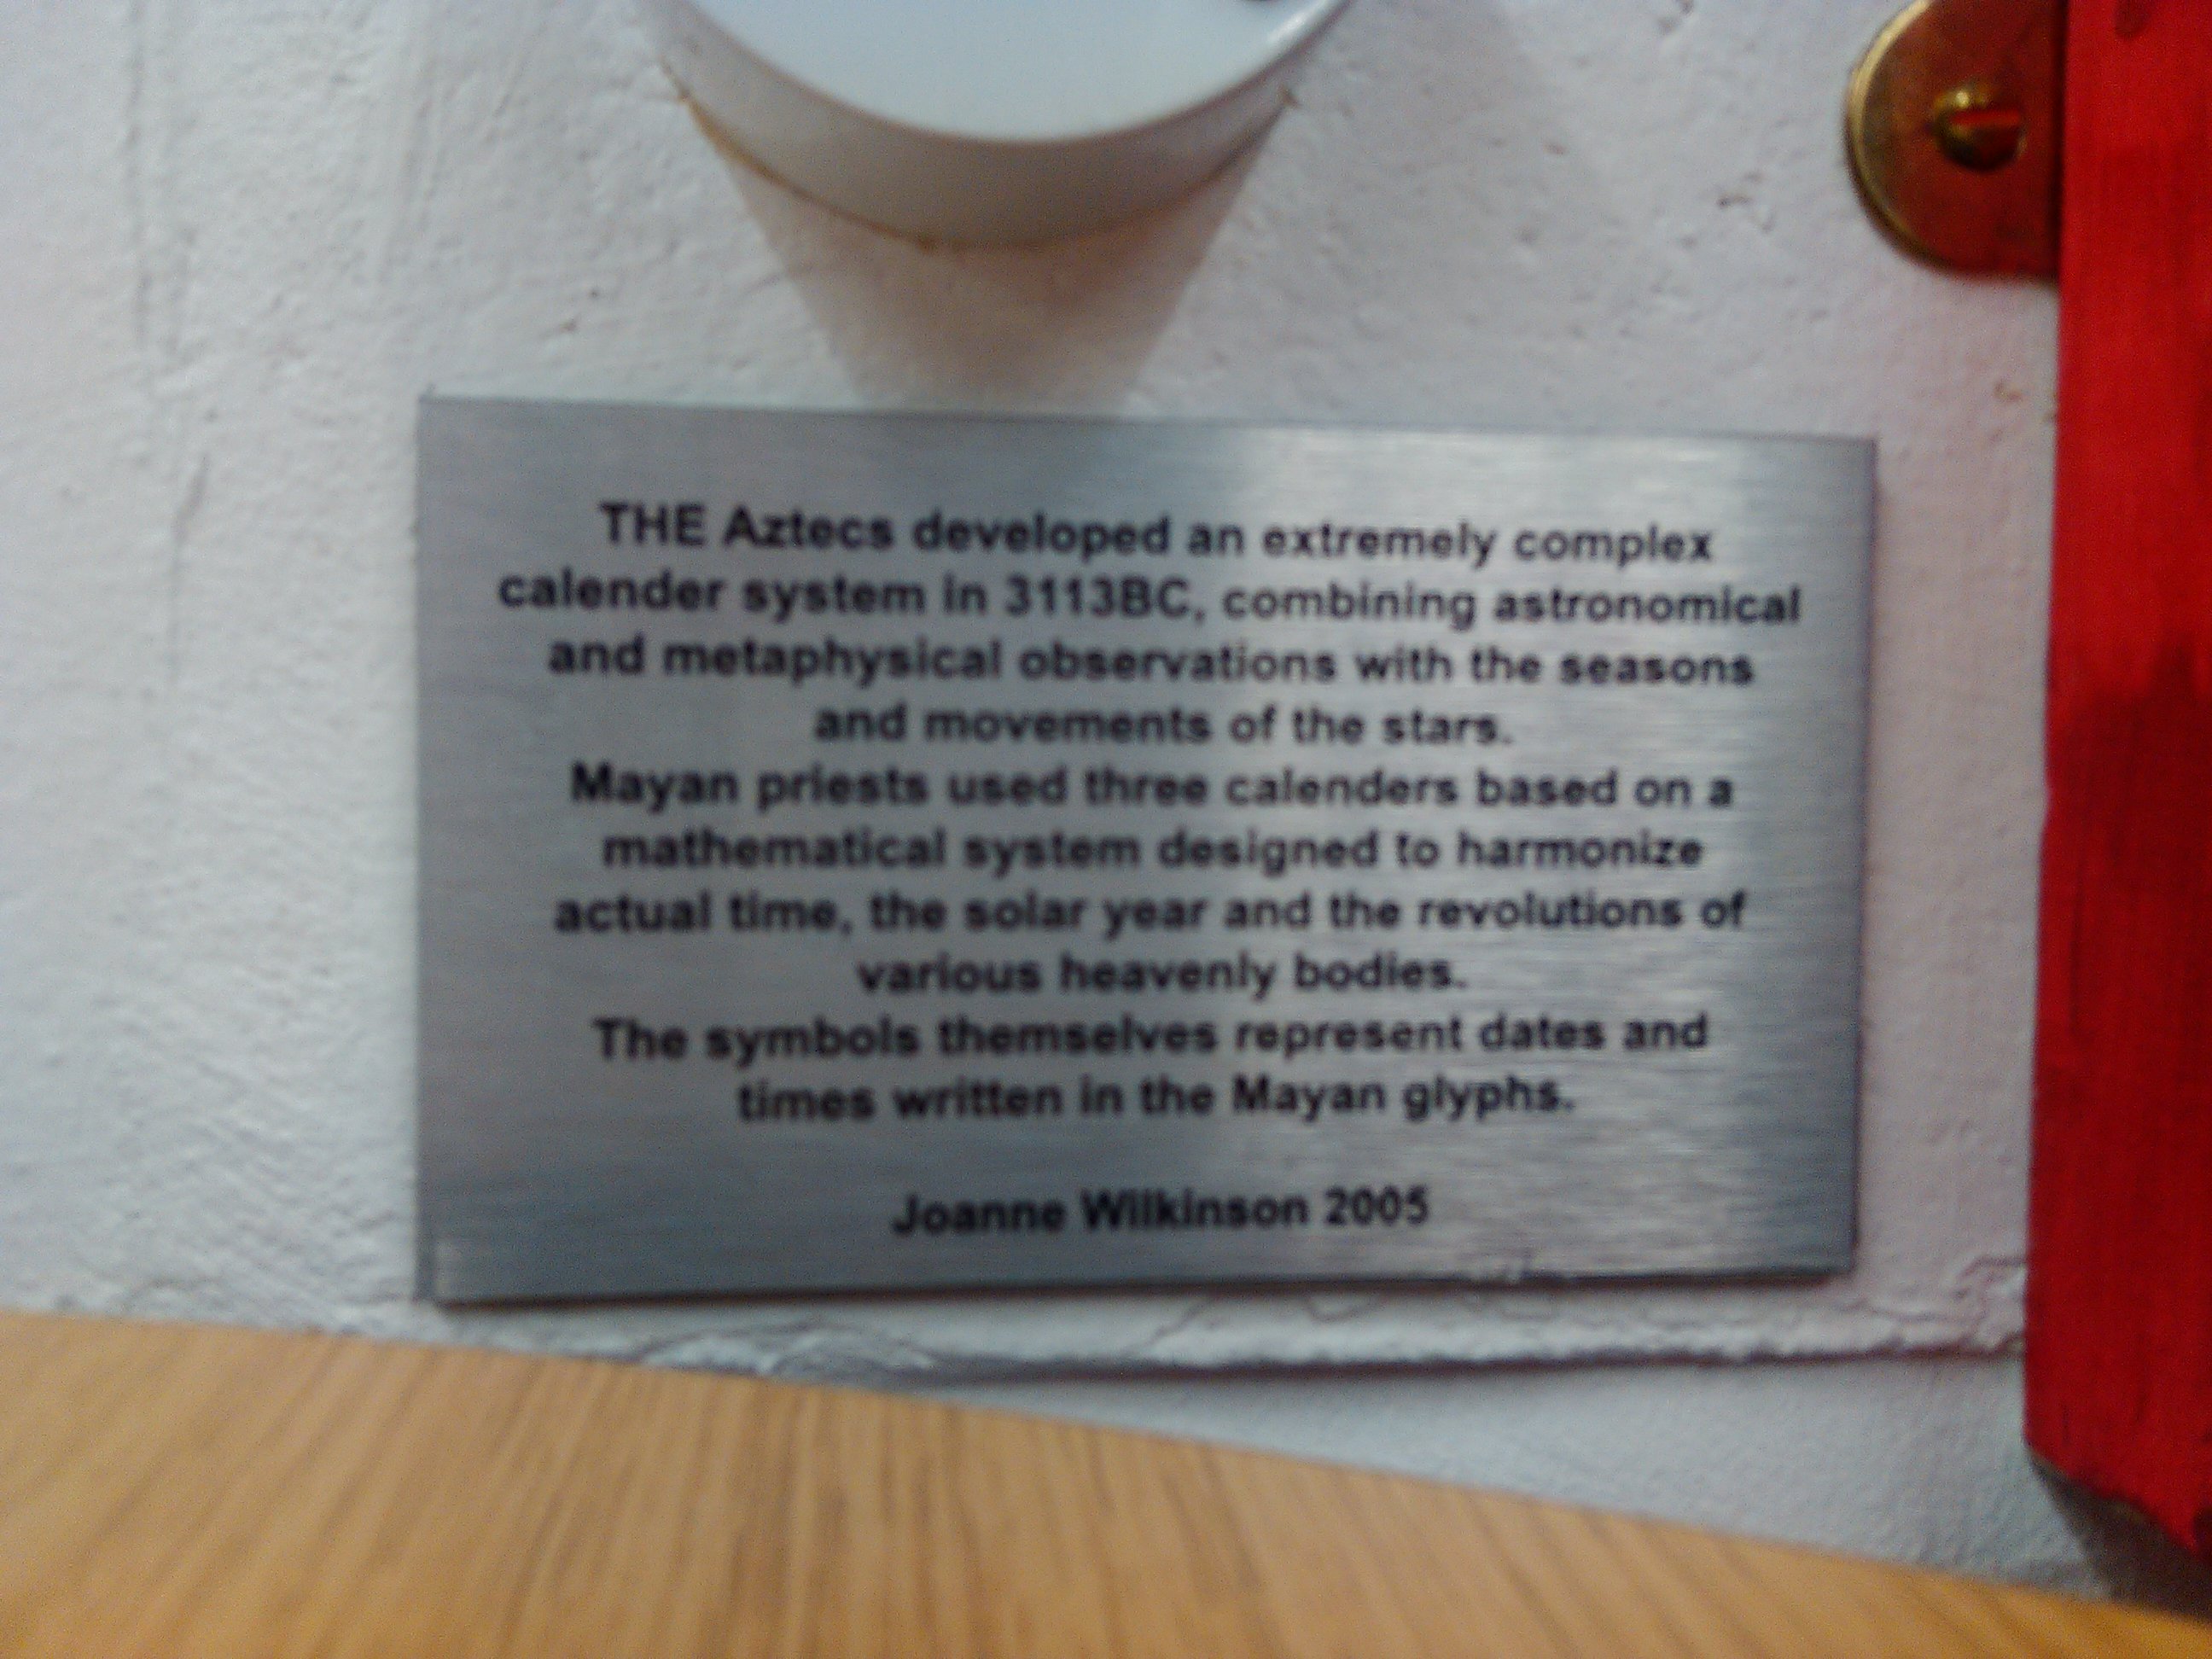 THE Aztecs developed an extremely complex
calender system in 3113BC, combining astronomical
and metaphysical observations with the seasons
and movements of the stars.
Mayan priests used three calenders based on a
mathematical system designed to harmonize
actual time, the solar year and the revolutions of
various heavenly bodies.
The symbols themselves represent dates and
times written in the Mayan glyphs.
Joanne Wilkinson 2005